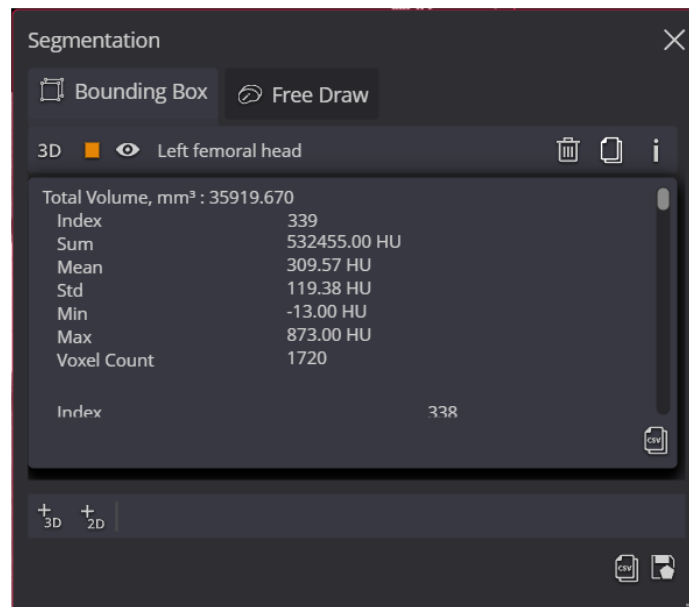 Segmentation
Bounding Box
Free Draw
3D Left femoral head i
Total Volume, mm³ : 35919.670
Index 339
Sum 532455.00 HU
Mean 309.57 HU
Std 119.38 HU
Min -13.00 HU
Max 873.00 HU
Voxel Count 1720
Index 338
CSV
+3D +2D
CSV